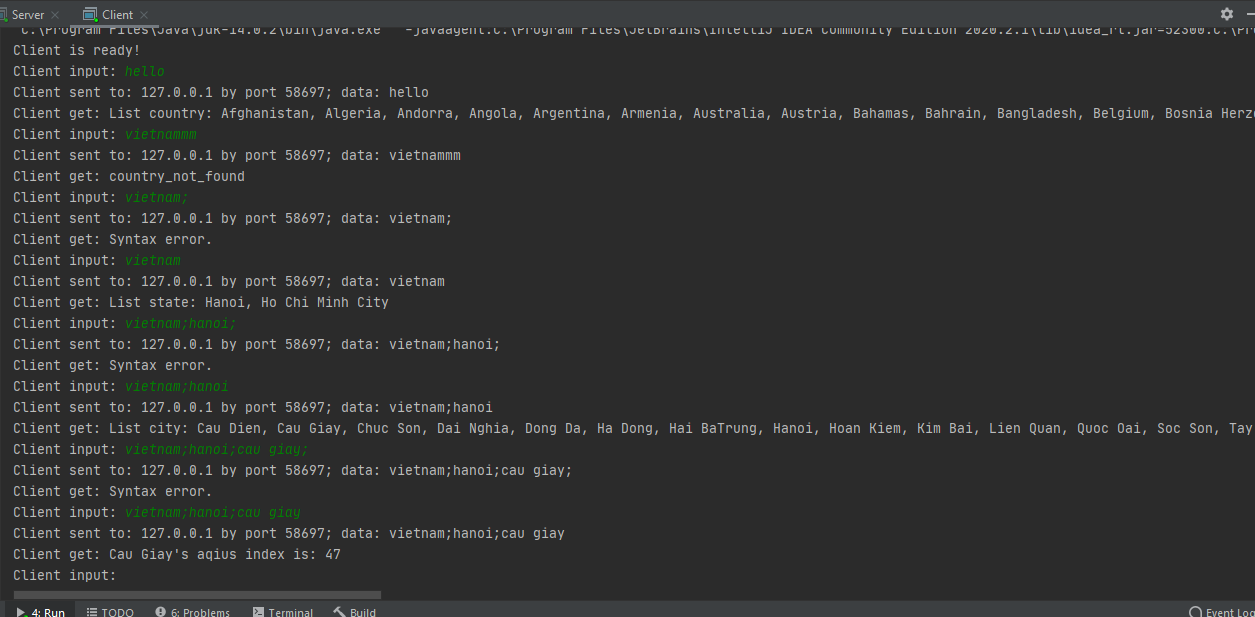 Server
Client
"C:\Program Files\Java\jdk-14.0.2\bin\java.exe" "-javaagent:C:\Program Files\JetBrains\IntelliJ IDEA Community Edition 2020.2.1\lib\idea_rt.jar=52300:C:\Pr
Client is ready!
Client input: hello
Client sent to: 127.0.0.1 by port 58697; data: hello
Client get: List country: Afghanistan, Algeria, Andorra, Angola, Argentina, Armenia, Australia, Austria, Bahamas, Bahrain, Bangladesh, Belgium, Bosnia Herz
Client input: vietnammm
Client sent to: 127.0.0.1 by port 58697; data: vietnammm
Client get: country_not_found
Client input: vietnam;
Client sent to: 127.0.0.1 by port 58697; data: vietnam;
Client get: Syntax error.
Client input: vietnam
Client sent to: 127.0.0.1 by port 58697; data: vietnam
Client get: List state: Hanoi, Ho Chi Minh City
Client input: vietnam;hanoi;
Client sent to: 127.0.0.1 by port 58697; data: vietnam;hanoi;
Client get: Syntax error.
Client input: vietnam;hanoi
Client sent to: 127.0.0.1 by port 58697; data: vietnam;hanoi
Client get: List city: Cau Dien, Cau Giay, Chuc Son, Dai Nghia, Dong Da, Ha Dong, Hai BaTrung, Hanoi, Hoan Kiem, Kim Bai, Lien Quan, Quoc Oai, Soc Son, Tay
Client input: vietnam;hanoi;cau giay;
Client sent to: 127.0.0.1 by port 58697; data: vietnam;hanoi;cau giay;
Client get: Syntax error.
Client input: vietnam;hanoi;cau giay
Client sent to: 127.0.0.1 by port 58697; data: vietnam;hanoi;cau giay
Client get: Cau Giay's aqius index is: 47
Client input:
4: Run TODO 6: Problems Terminal Build Event Log